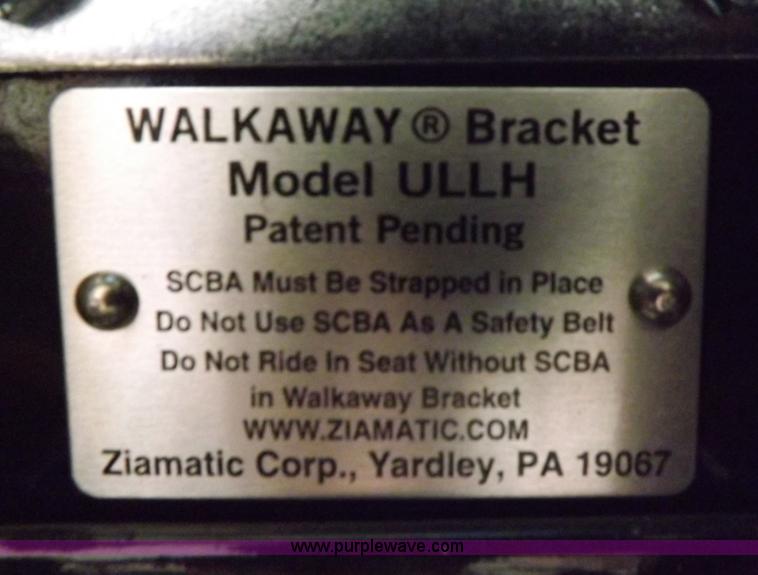 WALKAWAY ® Bracket
Model ULLH
Patent Pending
SCBA Must Be Strapped in Place
Do Not Use SCBA As A Safety Belt
Do Not Ride In Seat Without SCBA
in Walkaway Bracket
WWW.ZIAMATIC.COM
Ziamatic Corp., Yardley, PA 19067
www.purplewave.com